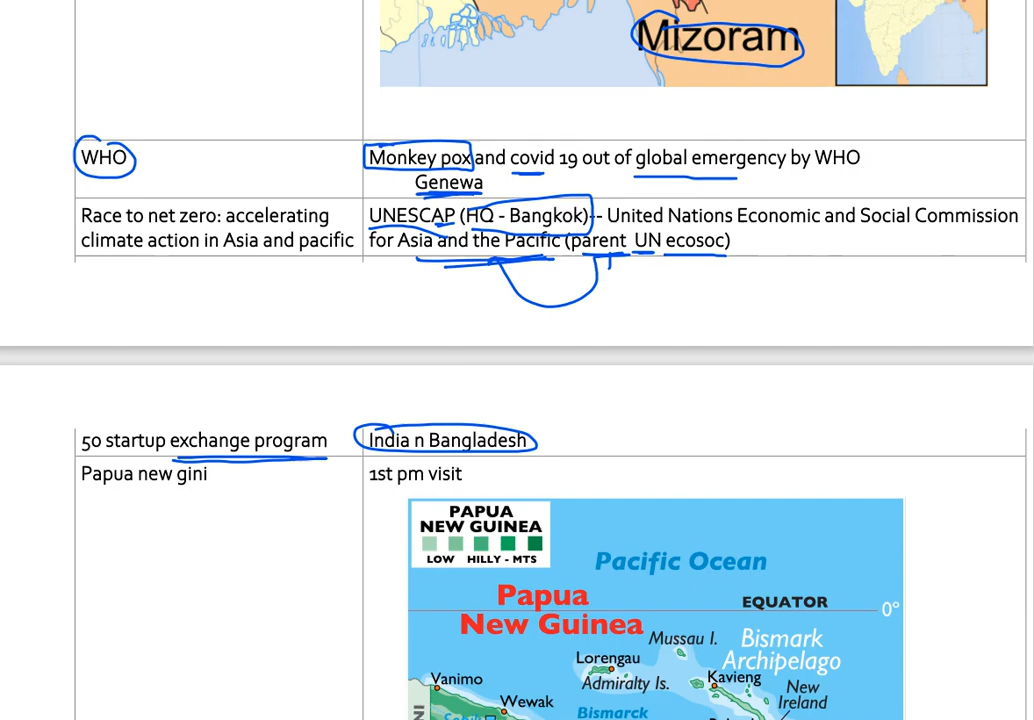 Mizoram
WHO
Monkey pox and covid 19 out of global emergency by WHO
Genewa
Race to net zero: accelerating
climate action in Asia and pacific
UNESCAP (HQ - Bangkok)-- United Nations Economic and Social Commission
for Asia and the Pacific (parent UN ecosoc)
50 startup exchange program
India n Bangladesh
Papua new gini
1st pm visit
PAPUA
NEW GUINEA
LOW HILLY - MTS
Pacific Ocean
Papua
New Guinea
EQUATOR
0°
Mussau I.
Bismark
Archipelago
Lorengau
Admiralty Is.
Kavieng
New
Ireland
Vanimo
Wewak
Bismarck